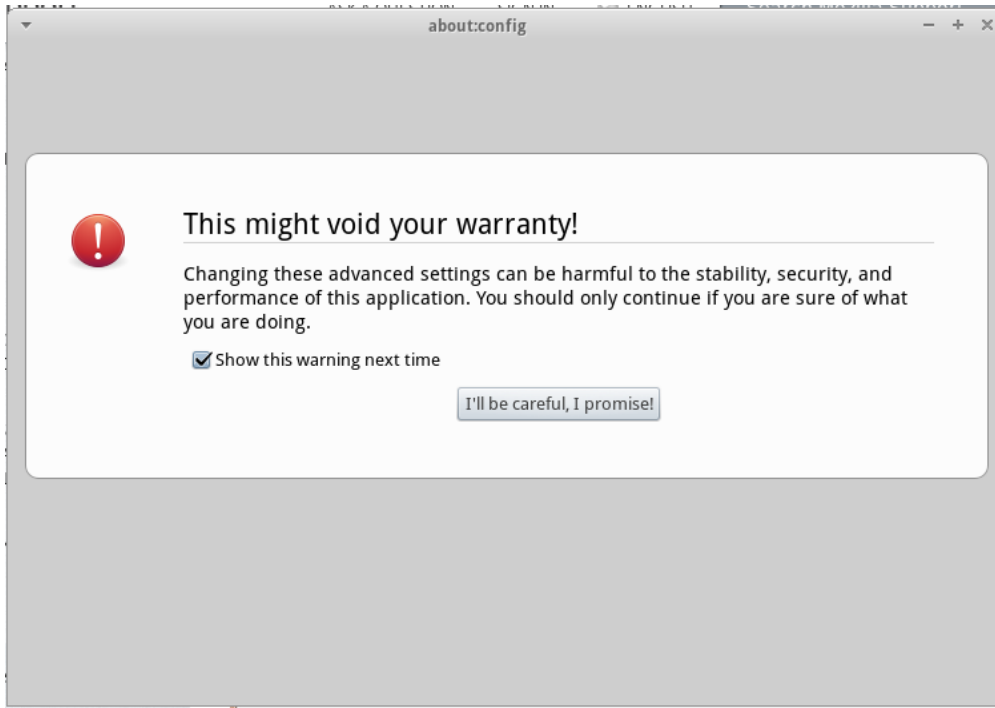 about:config
This might void your warranty!
Changing these advanced settings can be harmful to the stability, security, and
performance of this application. You should only continue if you are sure of what
you are doing.
Show this warning next time
I'll be careful, I promise!